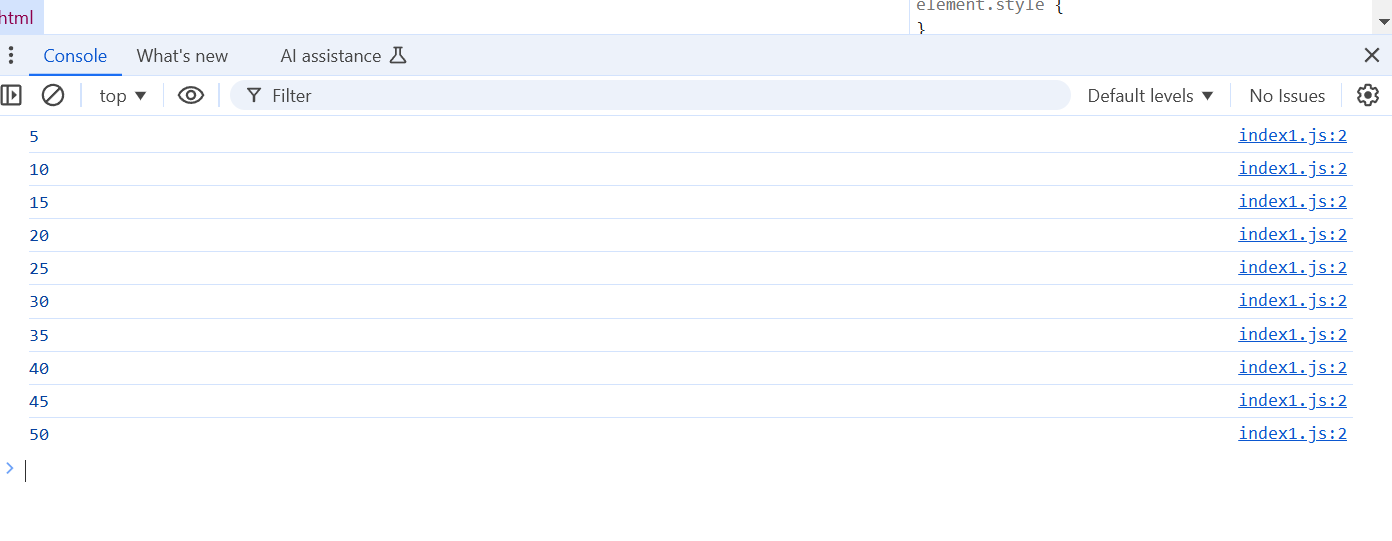 html
element.style {
}
Console What's new AI assistance
top Filter Default levels No Issues
5 index1.js:2
10 index1.js:2
15 index1.js:2
20 index1.js:2
25 index1.js:2
30 index1.js:2
35 index1.js:2
40 index1.js:2
45 index1.js:2
50 index1.js:2
>